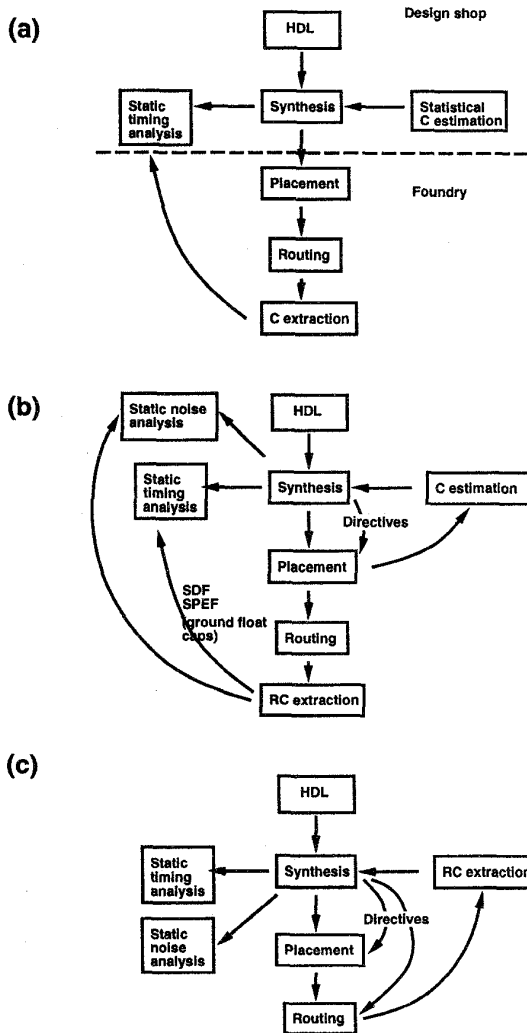 (a)
Design shop
HDL
Static
timing
analysis
Synthesis
Statistical
C estimation
Placement
Foundry
Routing
C extraction
(b)
Static noise
analysis
HDL
Static
timing
analysis
Synthesis
C estimation
Directives
Placement
SDF
SPEF
(ground float
caps)
Routing
RC extraction
(c)
HDL
Static
timing
analysis
Synthesis
RC extraction
Static
noise
analysis
Directives
Placement
Routing